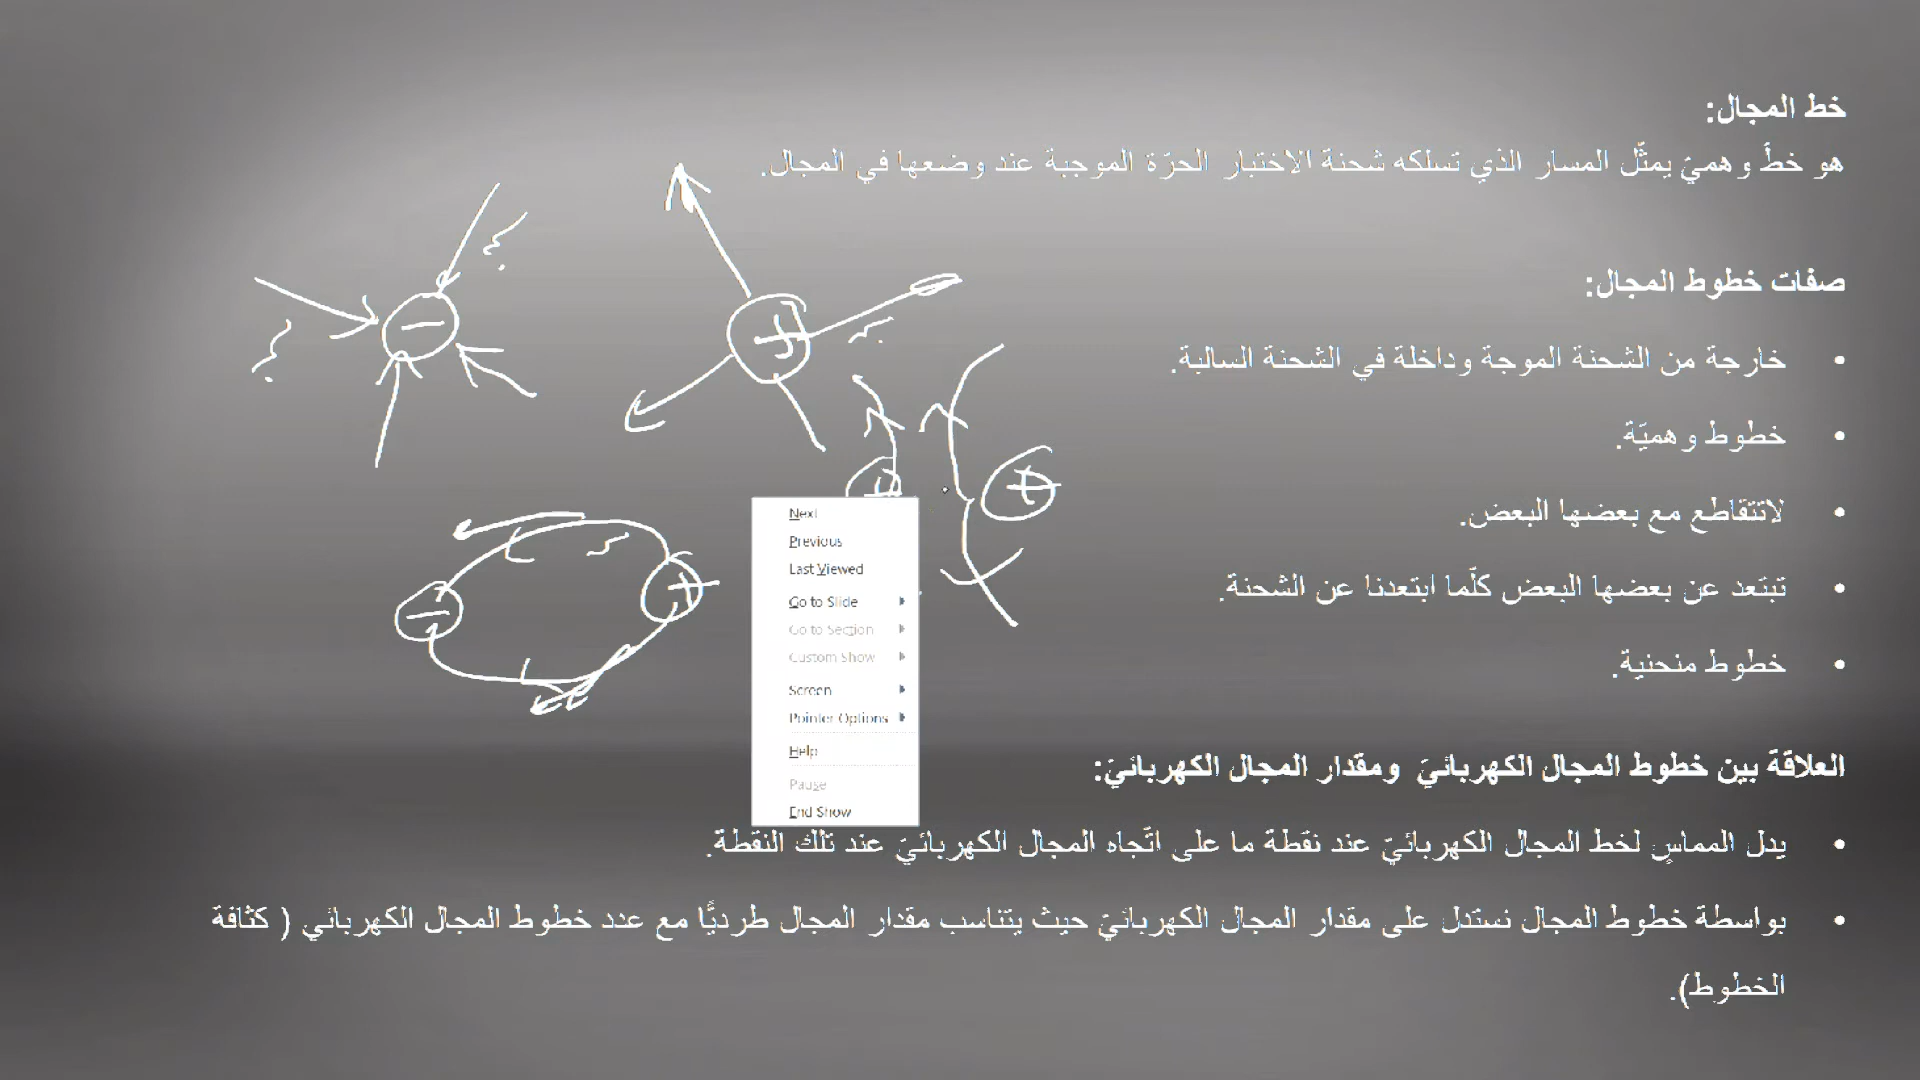 خط المجال:
هو خطّ وهميّ يمثّل المسار الذي تسلكه شحنة الاختبار الحرّة الموجبة عند وضعها في المجال.
صفات خطوط المجال:
• خارجة من الشحنة الموجة وداخلة في الشحنة السالبة.
• خطوط وهميّة.
• لاتتقاطع مع بعضها البعض.
• تبتعد عن بعضها البعض كلّما ابتعدنا عن الشحنة.
• خطوط منحنية.
العلاقة بين خطوط المجال الكهربائيّ ومقدار المجال الكهربائيّ:
• يدل المماسٍ لخط المجال الكهربائيّ عند نقطة ما على اتّجاه المجال الكهربائيّ عند تلك النقطة.
• بواسطة خطوط المجال نستدل على مقدار المجال الكهربائيّ حيث يتناسب مقدار المجال طرديًّا مع عدد خطوط المجال الكهربائي ( كثافة
الخطوط).
Next
Previous
Last Viewed
Go to Slide
Go to Section
Custom Show
Screen
Pointer Options
Help
Pause
End Show